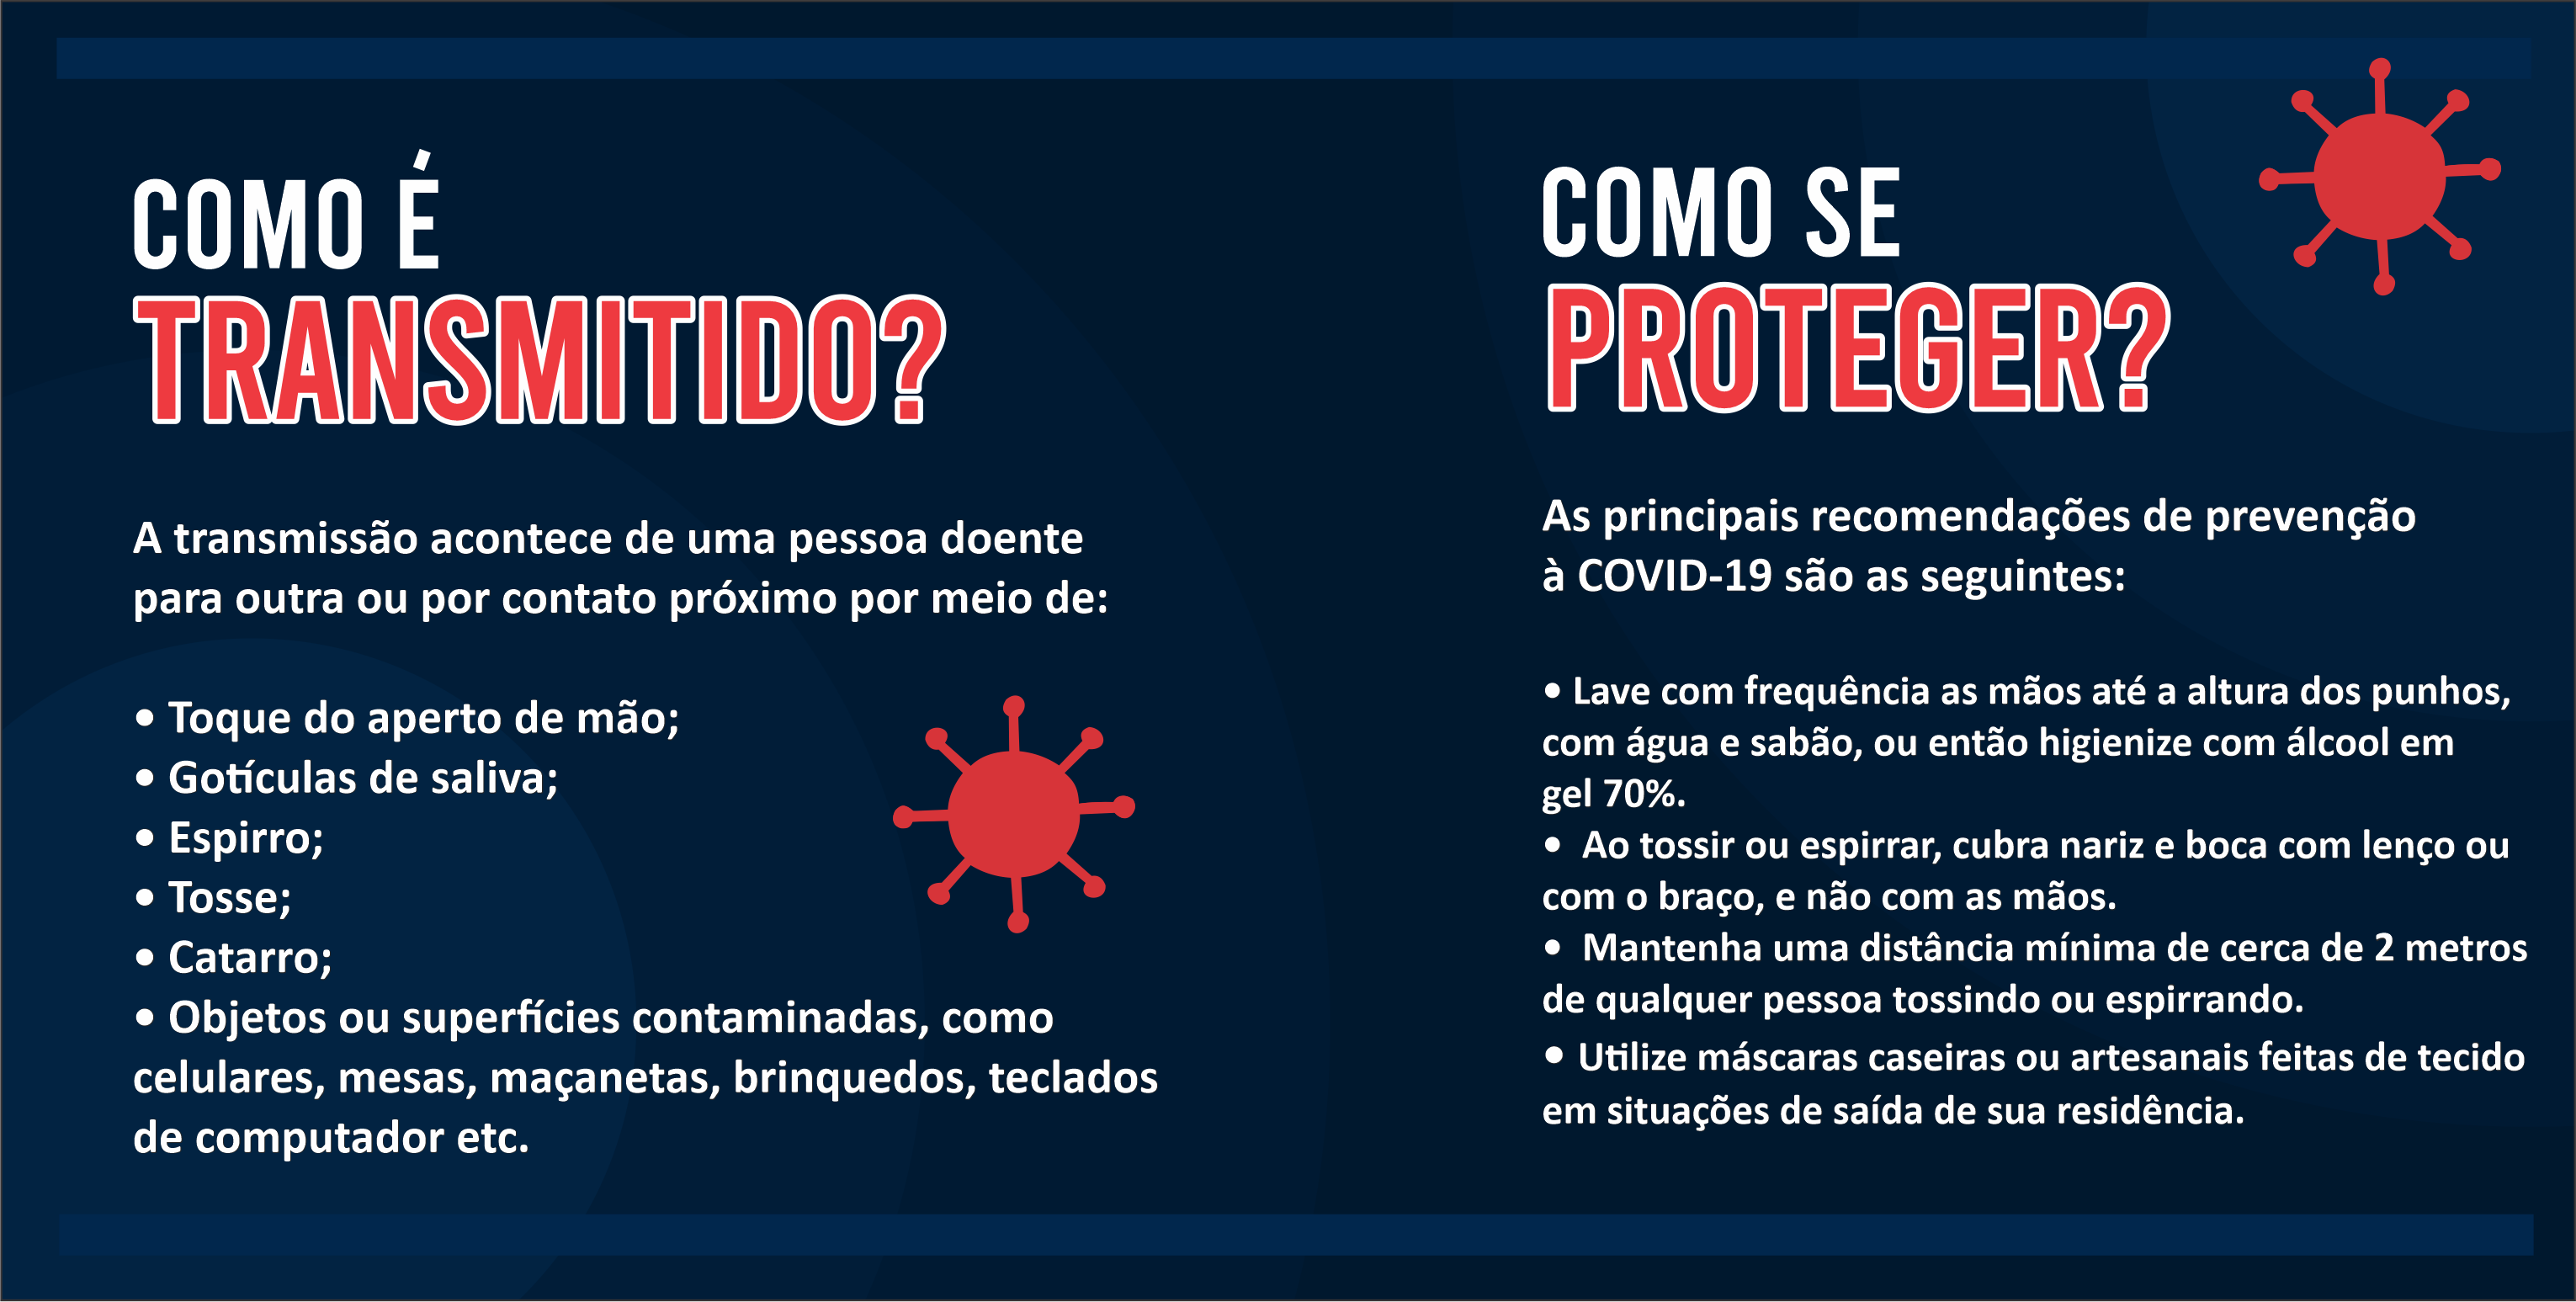 COMO É
TRANSMITIDO?
A transmissão acontece de uma pessoa doente
para outra ou por contato próximo por meio de:
• Toque do aperto de mão;
• Gotículas de saliva;
• Espirro;
• Tosse;
• Catarro;
• Objetos ou superfícies contaminadas, como
celulares, mesas, maçanetas, brinquedos, teclados
de computador etc.
COMO SE
PROTEGER?
As principais recomendações de prevenção
à COVID-19 são as seguintes:
• Lave com frequência as mãos até a altura dos punhos,
com água e sabão, ou então higienize com álcool em
gel 70%.
• Ao tossir ou espirrar, cubra nariz e boca com lenço ou
com o braço, e não com as mãos.
• Mantenha uma distância mínima de cerca de 2 metros
de qualquer pessoa tossindo ou espirrando.
• Utilize máscaras caseiras ou artesanais feitas de tecido
em situações de saída de sua residência.